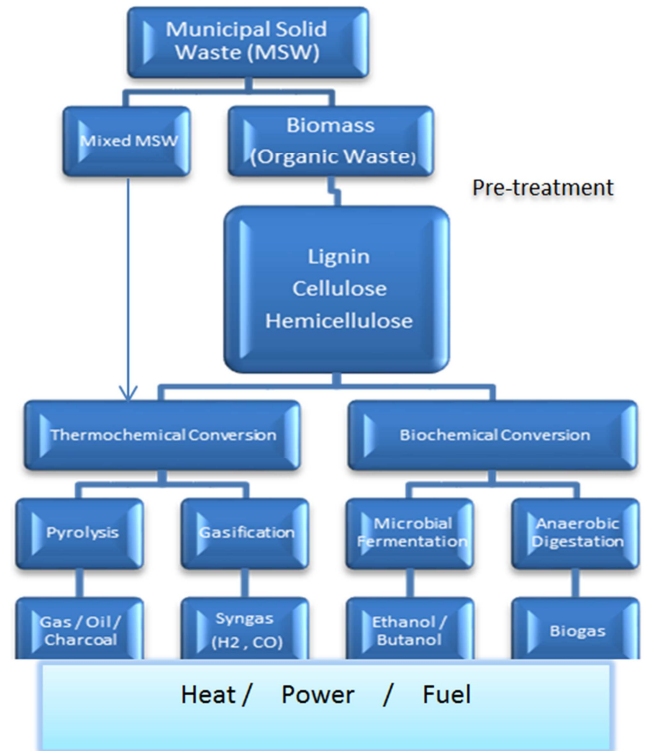 Municipal Solid
Waste (MSW)
Mixed MSW
Biomass
(Organic Waste)
Pre-treatment
Lignin
Cellulose
Hemicellulose
Thermochemical Conversion
Biochemical Conversion
Pyrolysis
Gasification
Microbial
Fermentation
Anaerobic
Digestation
Gas / Oil /
Charcoal
Syngas
(H2 , CO)
Ethanol /
Butanol
Biogas
Heat / Power / Fuel